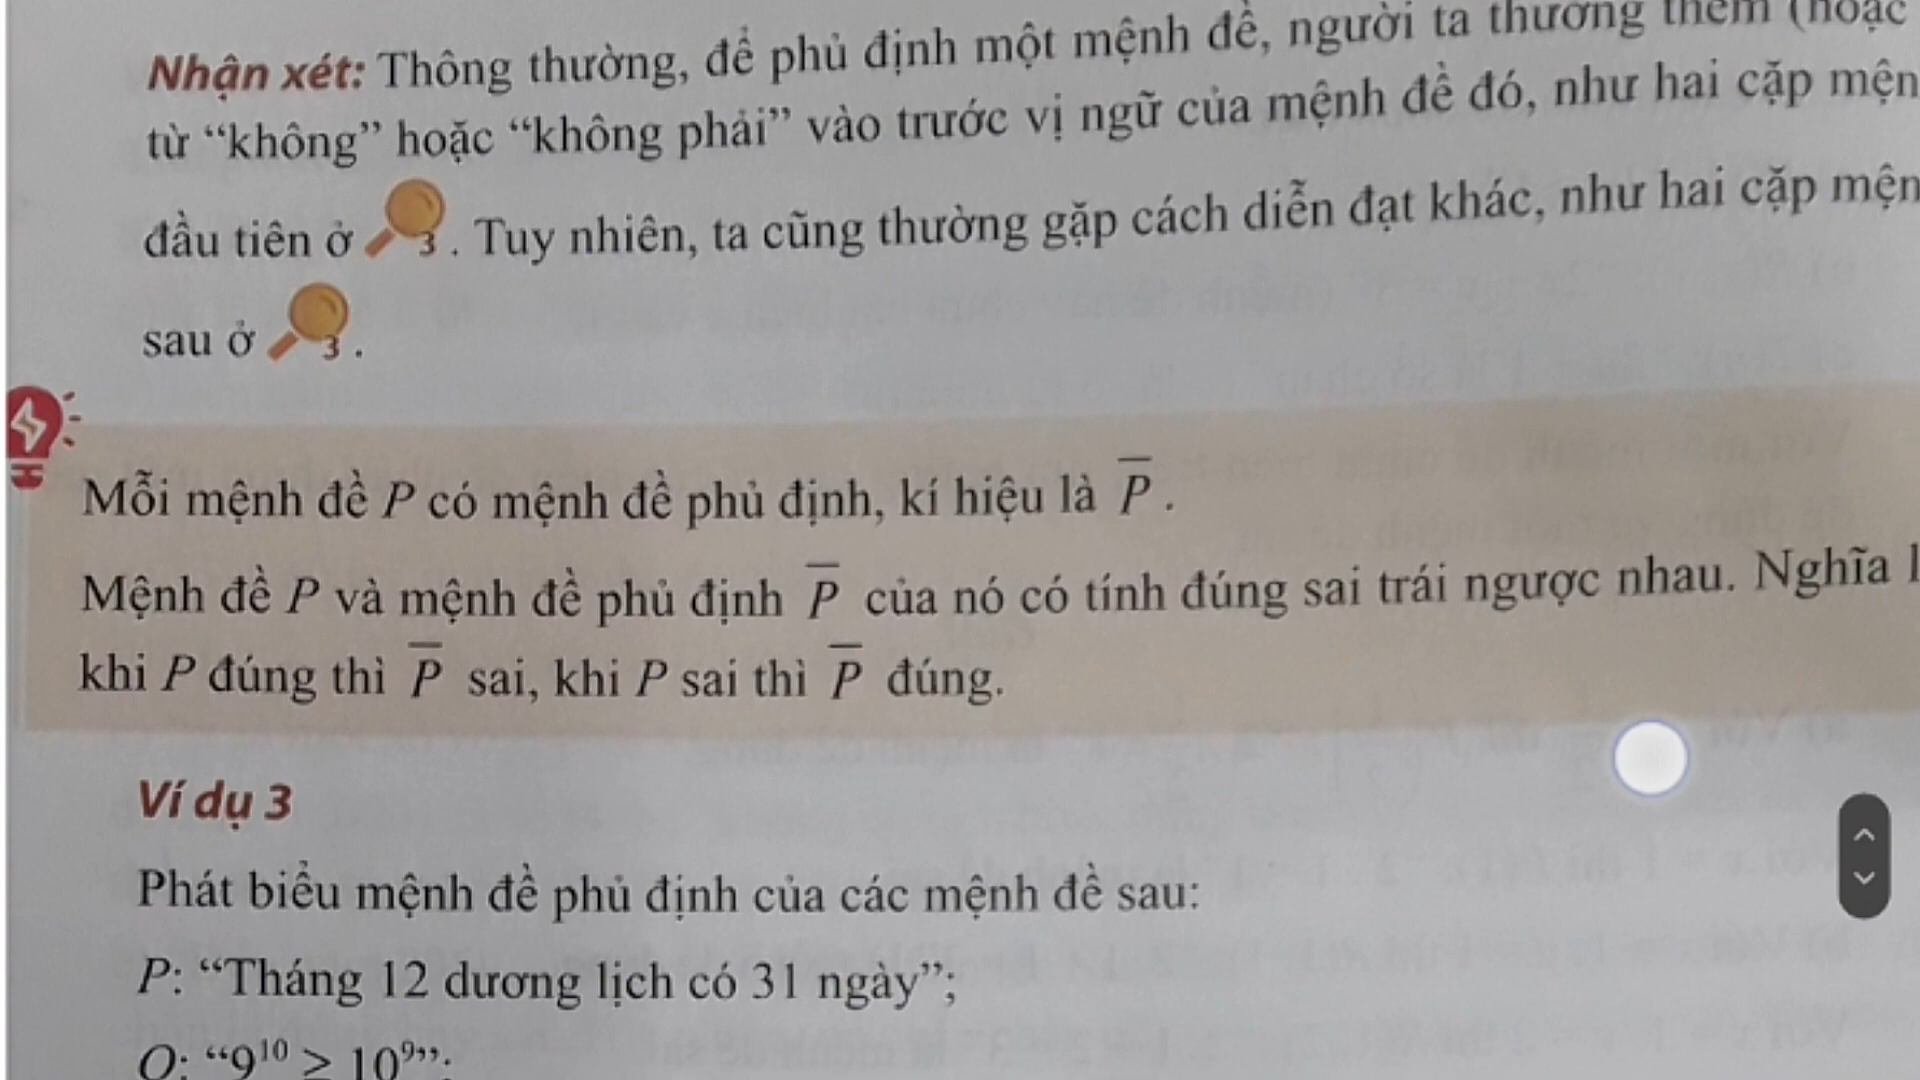 Nhận xét: Thông thường, để phủ định một mệnh đề, người ta thường thêm (hoặc
từ “không” hoặc “không phải” vào trước vị ngữ của mệnh đề đó, như hai cặp mện
đầu tiên ở 3 . Tuy nhiên, ta cũng thường gặp cách diễn đạt khác, như hai cặp mện
sau ở 3 .
Mỗi mệnh đề P có mệnh đề phủ định, kí hiệu là P̅ .
Mệnh đề P và mệnh đề phủ định P̅ của nó có tính đúng sai trái ngược nhau. Nghĩa l
khi P đúng thì P̅ sai, khi P sai thì P̅ đúng.
Ví dụ 3
Phát biểu mệnh đề phủ định của các mệnh đề sau:
P: “Tháng 12 dương lịch có 31 ngày”;
Q: “9¹⁰ ≥ 10⁹”;